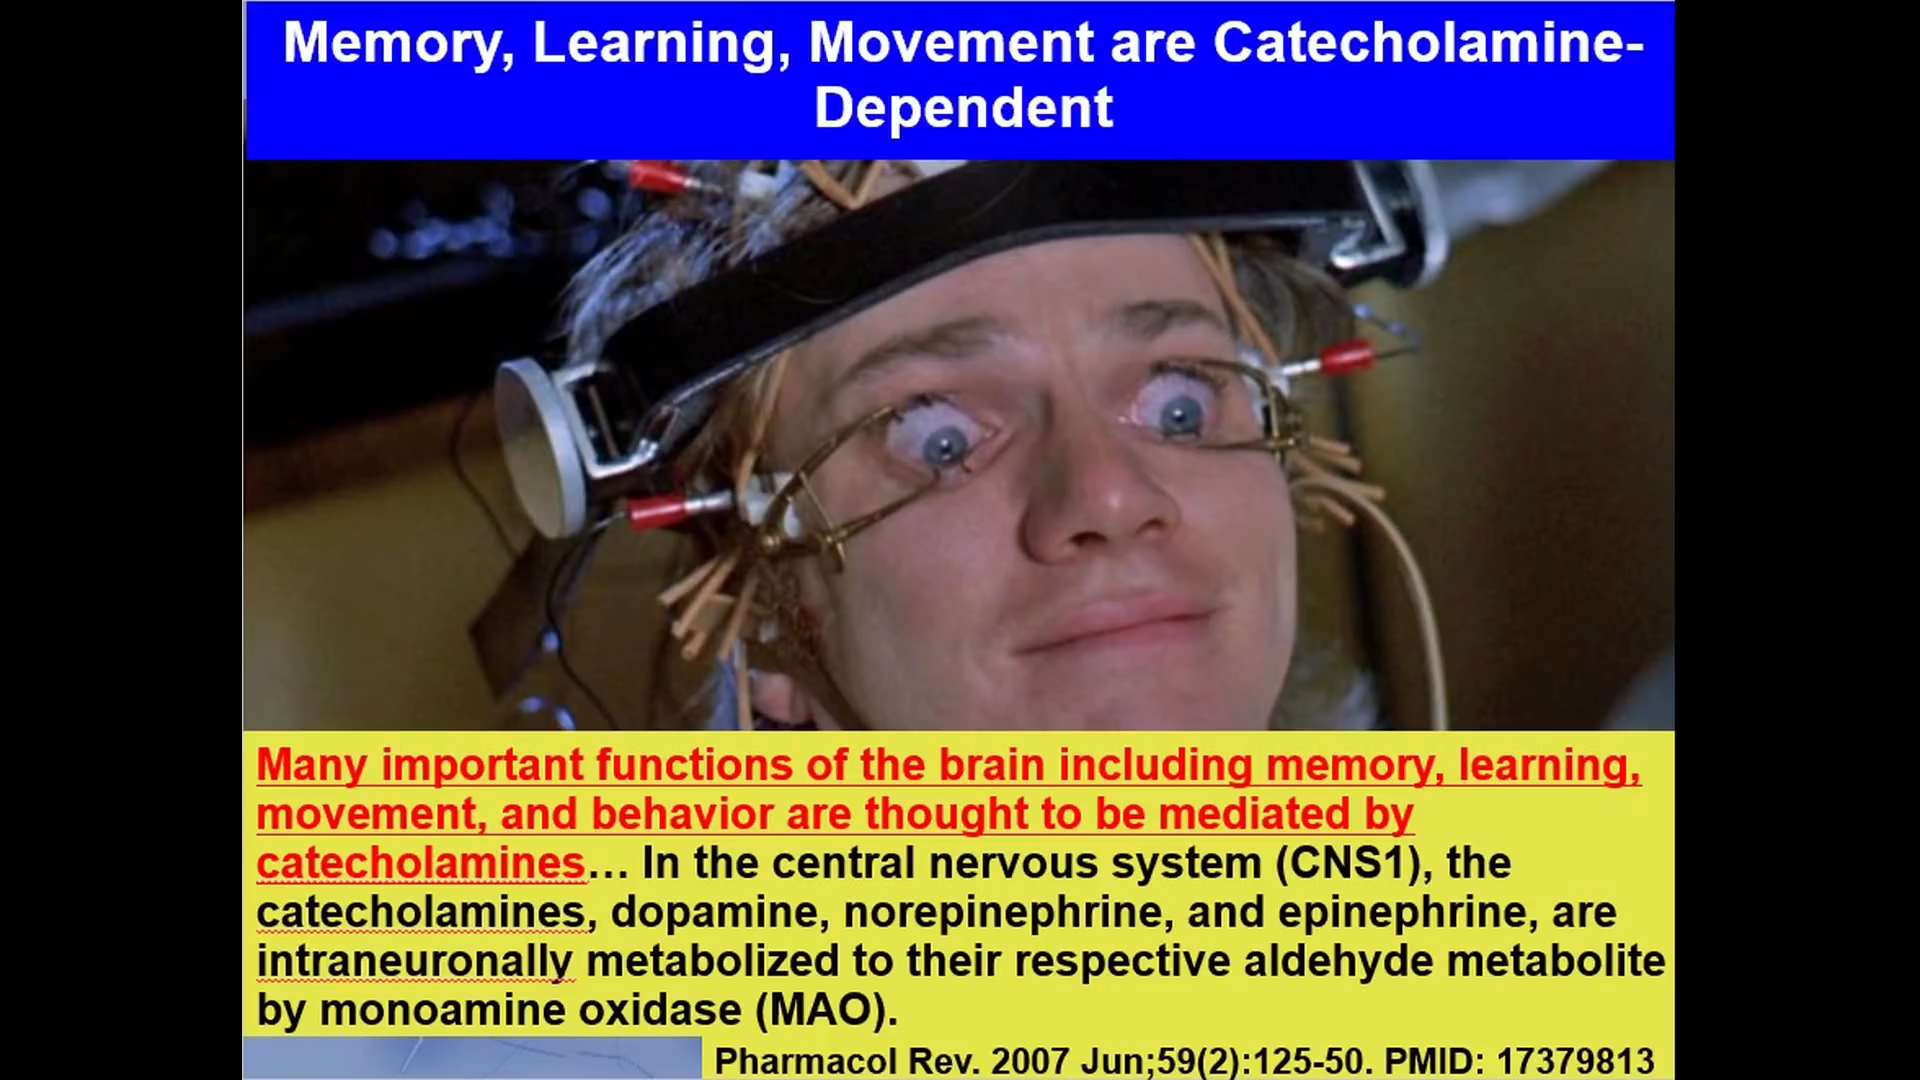 Memory, Learning, Movement are Catecholamine-
Dependent
Many important functions of the brain including memory, learning,
movement, and behavior are thought to be mediated by
catecholamines… In the central nervous system (CNS1), the
catecholamines, dopamine, norepinephrine, and epinephrine, are
intraneuronally metabolized to their respective aldehyde metabolite
by monoamine oxidase (MAO).
Pharmacol Rev. 2007 Jun;59(2):125-50. PMID: 17379813